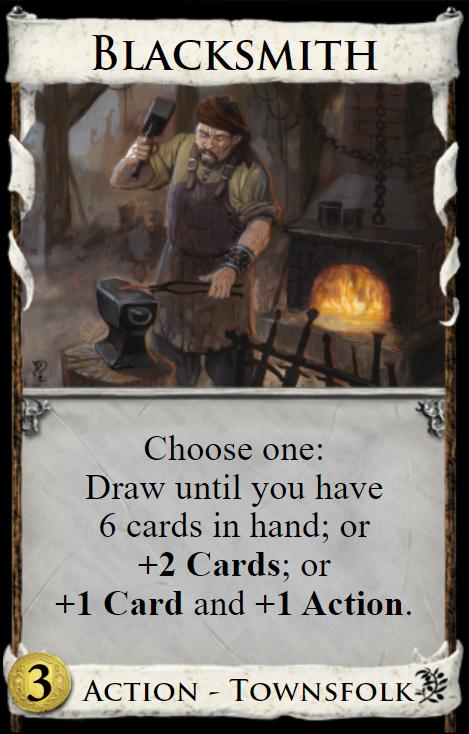 BLACKSMITH
Choose one:
Draw until you have
6 cards in hand; or
+2 Cards; or
+1 Card and +1 Action.
3
ACTION - TOWNSFOLK